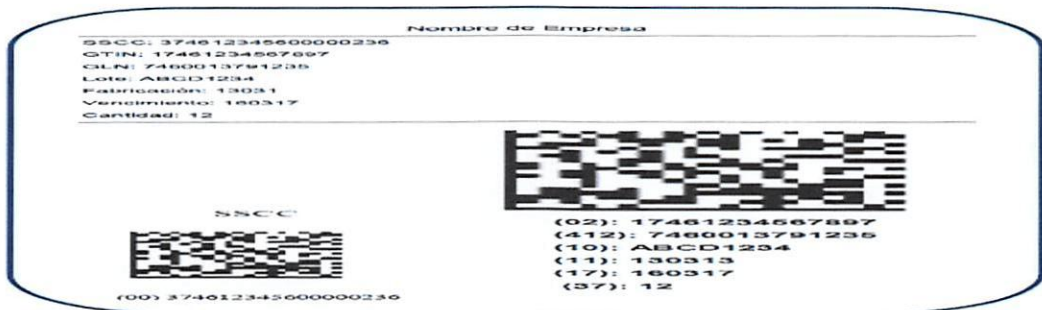 Nombre de Empresa
SSCC: 374612345600000236
GTIN: 17461234567897
GLN: 7460013791235
Lote: ABCD1234
Fabricación: 13031
Vencimiento: 160317
Cantidad: 12
SSCC
(00) 374612345600000236
(02): 17461234567897
(412): 7460013791235
(10): ABCD1234
(11): 130313
(17): 160317
(37): 12